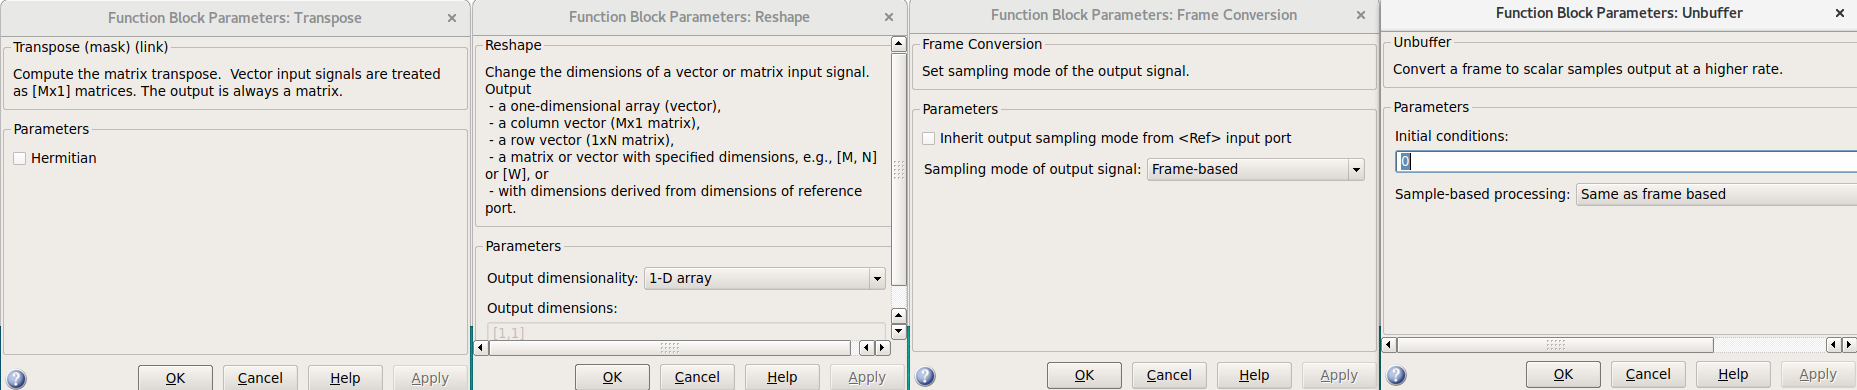 Function Block Parameters: Transpose
Transpose (mask) (link)
Compute the matrix transpose.  Vector input signals are treated
as [Mx1] matrices. The output is always a matrix.
Parameters
Hermitian
OK Cancel Help Apply
Function Block Parameters: Reshape
Reshape
Change the dimensions of a vector or matrix input signal.
Output
- a one-dimensional array (vector),
- a column vector (Mx1 matrix),
- a row vector (1xN matrix),
- a matrix or vector with specified dimensions, e.g., [M, N]
or [W], or
- with dimensions derived from dimensions of reference
port.
Parameters
Output dimensionality: 1-D array
Output dimensions:
[1,1]
OK Cancel Help Apply
Function Block Parameters: Frame Conversion
Frame Conversion
Set sampling mode of the output signal.
Parameters
Inherit output sampling mode from <Ref> input port
Sampling mode of output signal: Frame-based
OK Cancel Help Apply
Function Block Parameters: Unbuffer
Unbuffer
Convert a frame to scalar samples output at a higher rate.
Parameters
Initial conditions:
0
Sample-based processing: Same as frame based
OK Cancel Help Apply